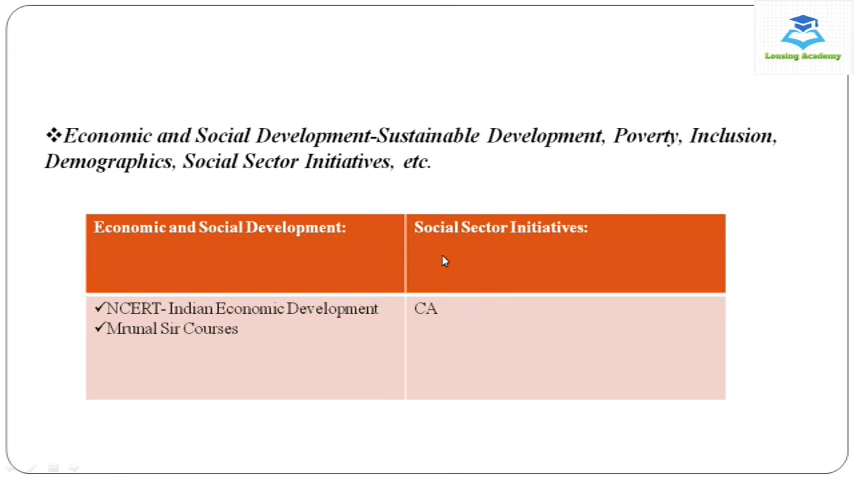 Lousing Academy
❖Economic and Social Development-Sustainable Development, Poverty, Inclusion,
Demographics, Social Sector Initiatives, etc.
Economic and Social Development:
Social Sector Initiatives:
✓NCERT- Indian Economic Development
✓Mrunal Sir Courses
CA